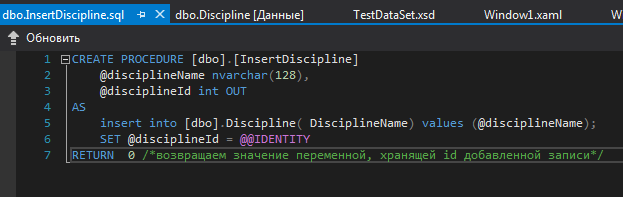 dbo.InsertDiscipline.sql dbo.Discipline [Данные] TestDataSet.xsd Window1.xaml W
Обновить
1 CREATE PROCEDURE [dbo].[InsertDiscipline]
2 @disciplineName nvarchar(128),
3 @disciplineId int OUT
4 AS
5 insert into [dbo].Discipline( DisciplineName) values (@disciplineName);
6 SET @disciplineId = @@IDENTITY
7 RETURN 0 /*возвращаем значение переменной, хранящей id добавленной записи*/